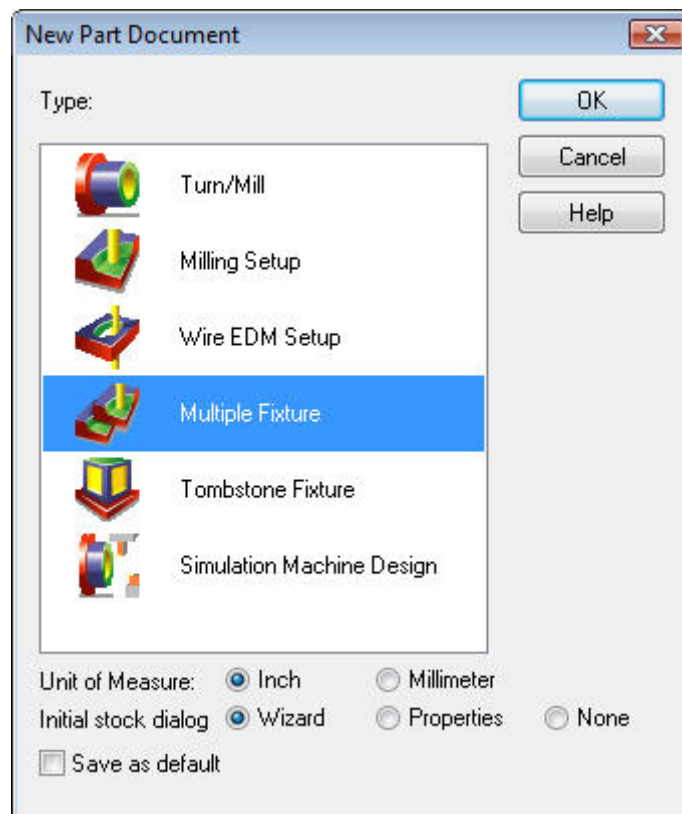 New Part Document
Type:
OK
Cancel
Help
Turn/Mill
Milling Setup
Wire EDM Setup
Multiple Fixture
Tombstone Fixture
Simulation Machine Design
Unit of Measure: Inch Millimeter
Initial stock dialog Wizard Properties None
Save as default